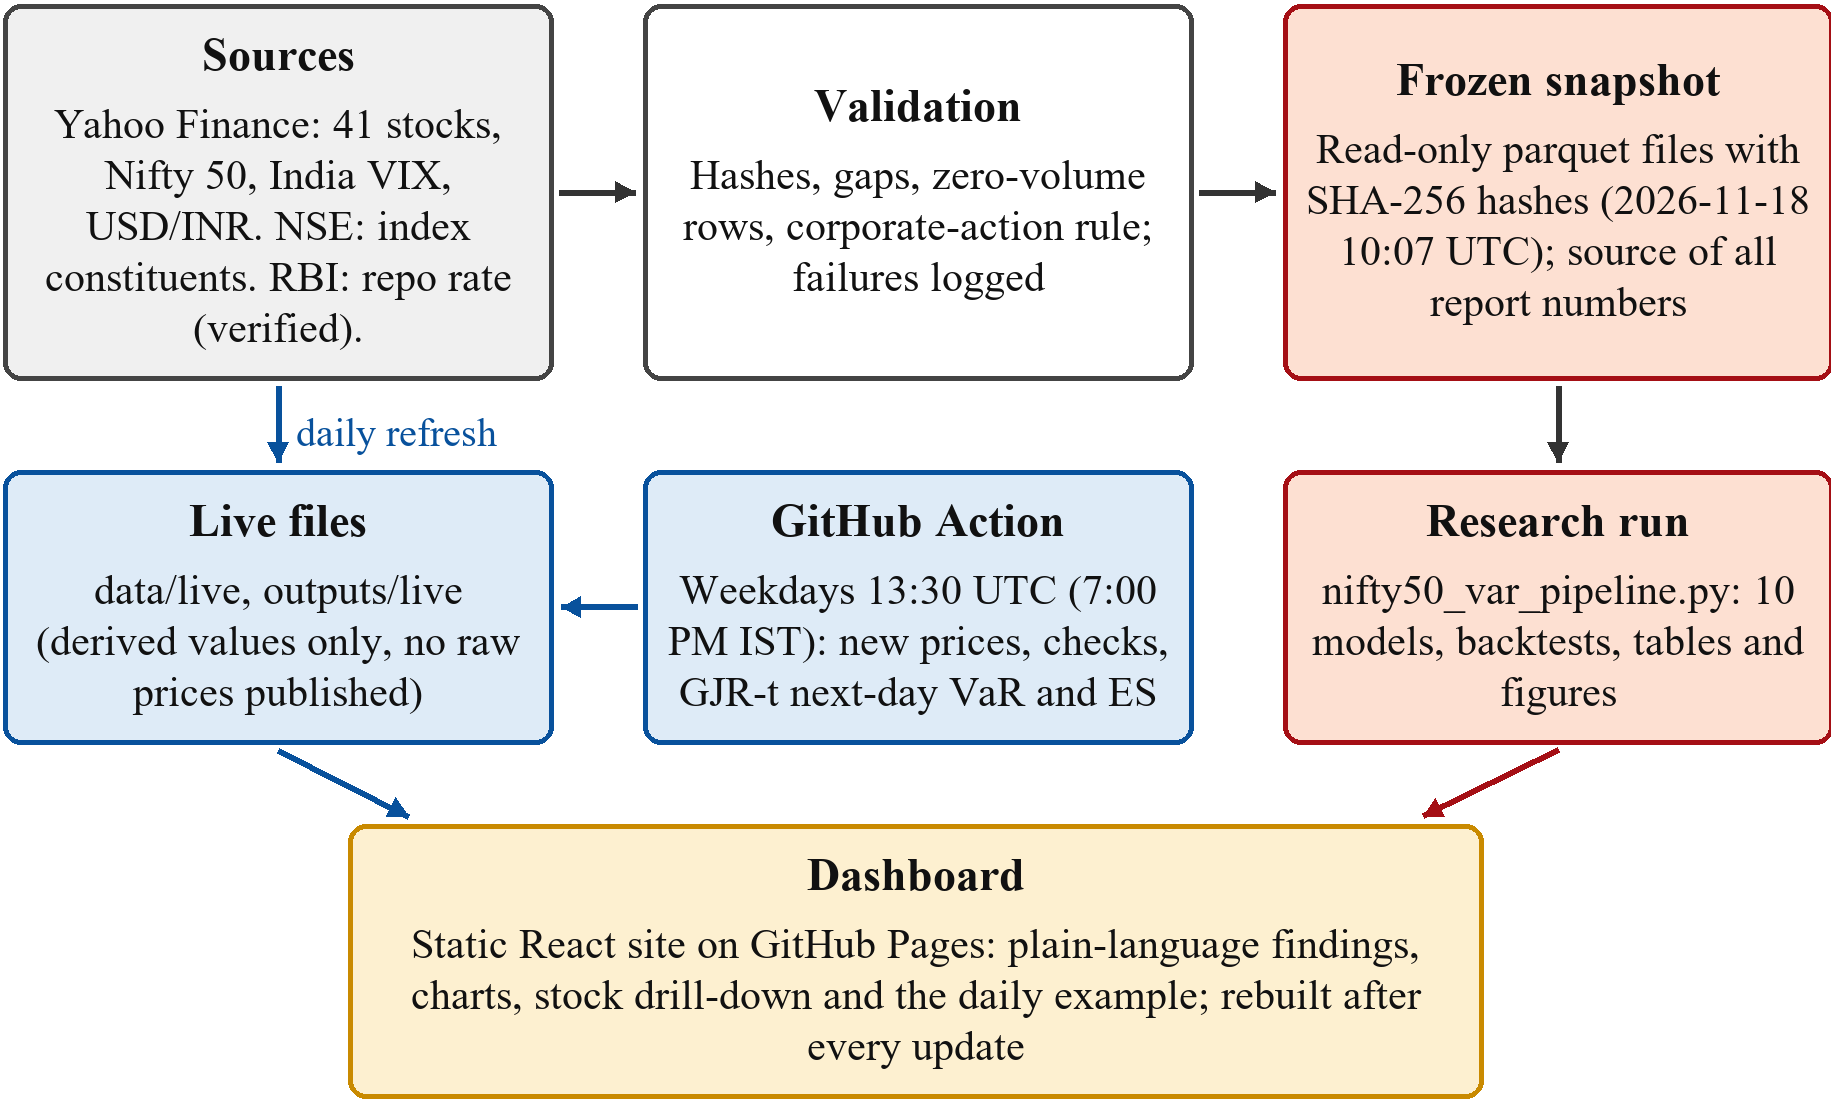 Sources
Yahoo Finance: 41 stocks,
Nifty 50, India VIX,
USD/INR. NSE: index
constituents. RBI: repo rate
(verified).
Validation
Hashes, gaps, zero-volume
rows, corporate-action rule;
failures logged
Frozen snapshot
Read-only parquet files with
SHA-256 hashes (2026-11-18
10:07 UTC); source of all
report numbers
daily refresh
Live files
data/live, outputs/live
(derived values only, no raw
prices published)
GitHub Action
Weekdays 13:30 UTC (7:00
PM IST): new prices, checks,
GJR-t next-day VaR and ES
Research run
nifty50_var_pipeline.py: 10
models, backtests, tables and
figures
Dashboard
Static React site on GitHub Pages: plain-language findings,
charts, stock drill-down and the daily example; rebuilt after
every update